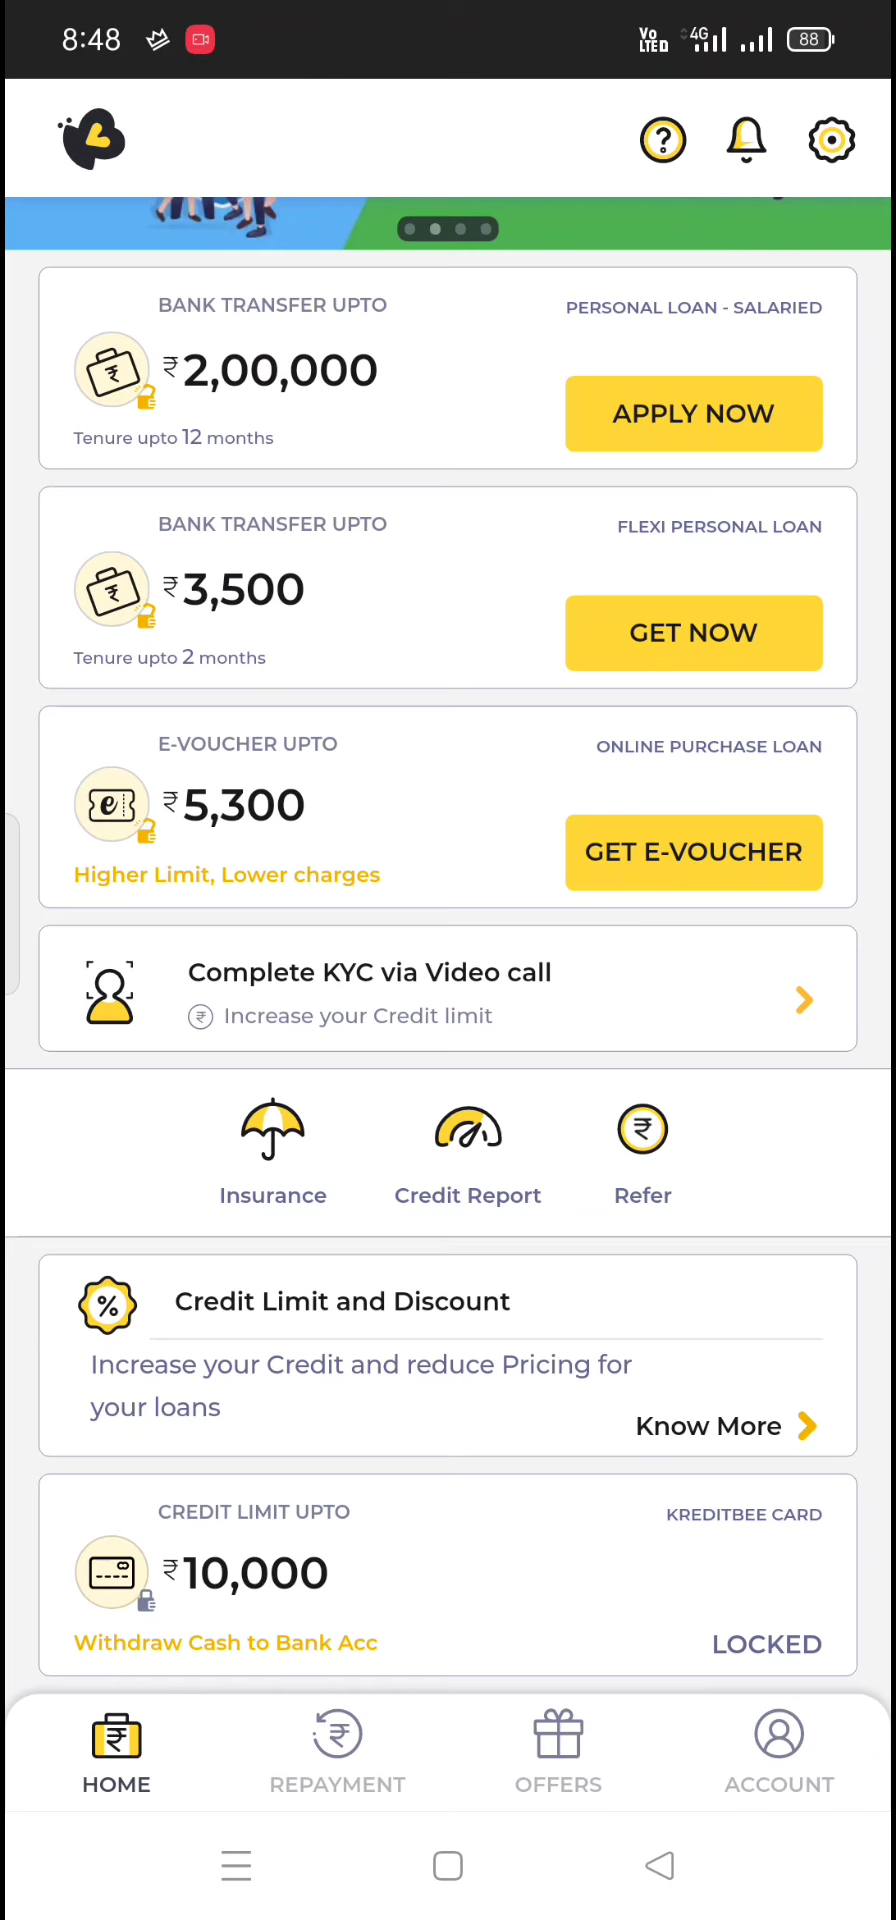 8:48
Vo
LTE
4G
88
BANK TRANSFER UPTO
PERSONAL LOAN - SALARIED
₹2,00,000
APPLY NOW
Tenure upto 12 months
BANK TRANSFER UPTO
FLEXI PERSONAL LOAN
₹3,500
GET NOW
Tenure upto 2 months
E-VOUCHER UPTO
ONLINE PURCHASE LOAN
₹5,300
GET E-VOUCHER
Higher Limit, Lower charges
Complete KYC via Video call
₹ Increase your Credit limit
Insurance
Credit Report
Refer
Credit Limit and Discount
Increase your Credit and reduce Pricing for
your loans
Know More
CREDIT LIMIT UPTO
KREDITBEE CARD
₹10,000
Withdraw Cash to Bank Acc
LOCKED
HOME
REPAYMENT
OFFERS
ACCOUNT